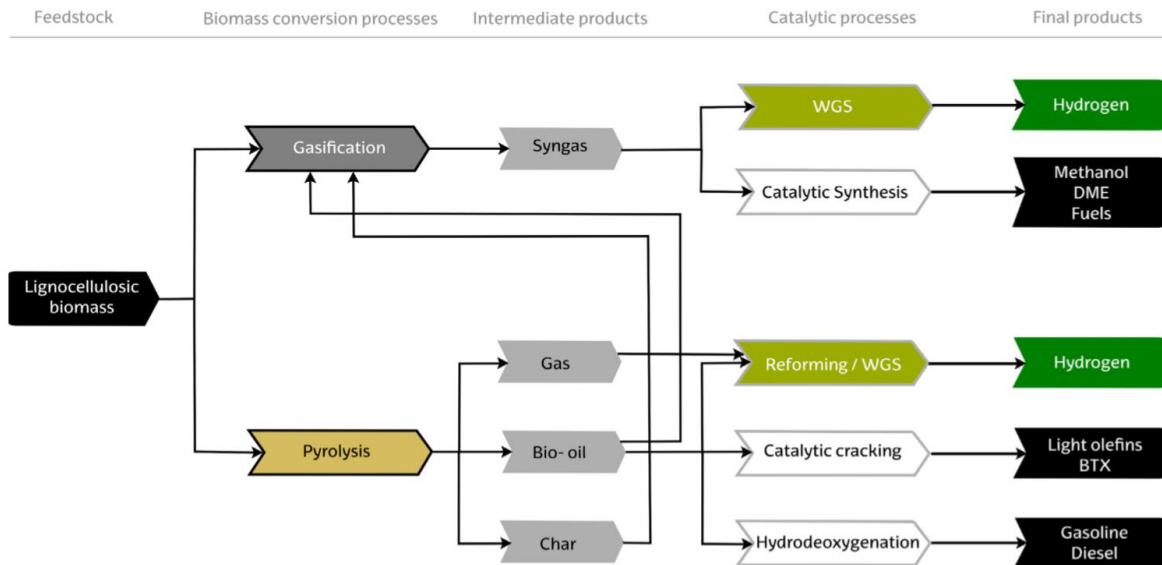 Feedstock
Biomass conversion processes
Intermediate products
Catalytic processes
Final products
WGS
Hydrogen
Gasification
Syngas
Catalytic Synthesis
Methanol
DME
Fuels
Lignocellulosic
biomass
Gas
Reforming / WGS
Hydrogen
Pyrolysis
Bio- oil
Catalytic cracking
Light olefins
BTX
Char
Hydrodeoxygenation
Gasoline
Diesel